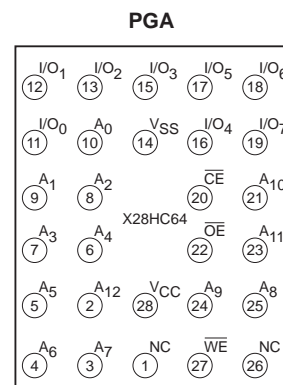 PGA
I/O1 I/O2 I/O3 I/O5 I/O6
12 13 15 17 18
I/O0 A0 VSS I/O4 I/O7
11 10 14 16 19
A1 A2 CE A10
9 8 20 21
X28HC64
A3 A4 OE A11
7 6 22 23
A5 A12 VCC A9 A8
5 2 28 24 25
A6 A7 NC WE NC
4 3 1 27 26